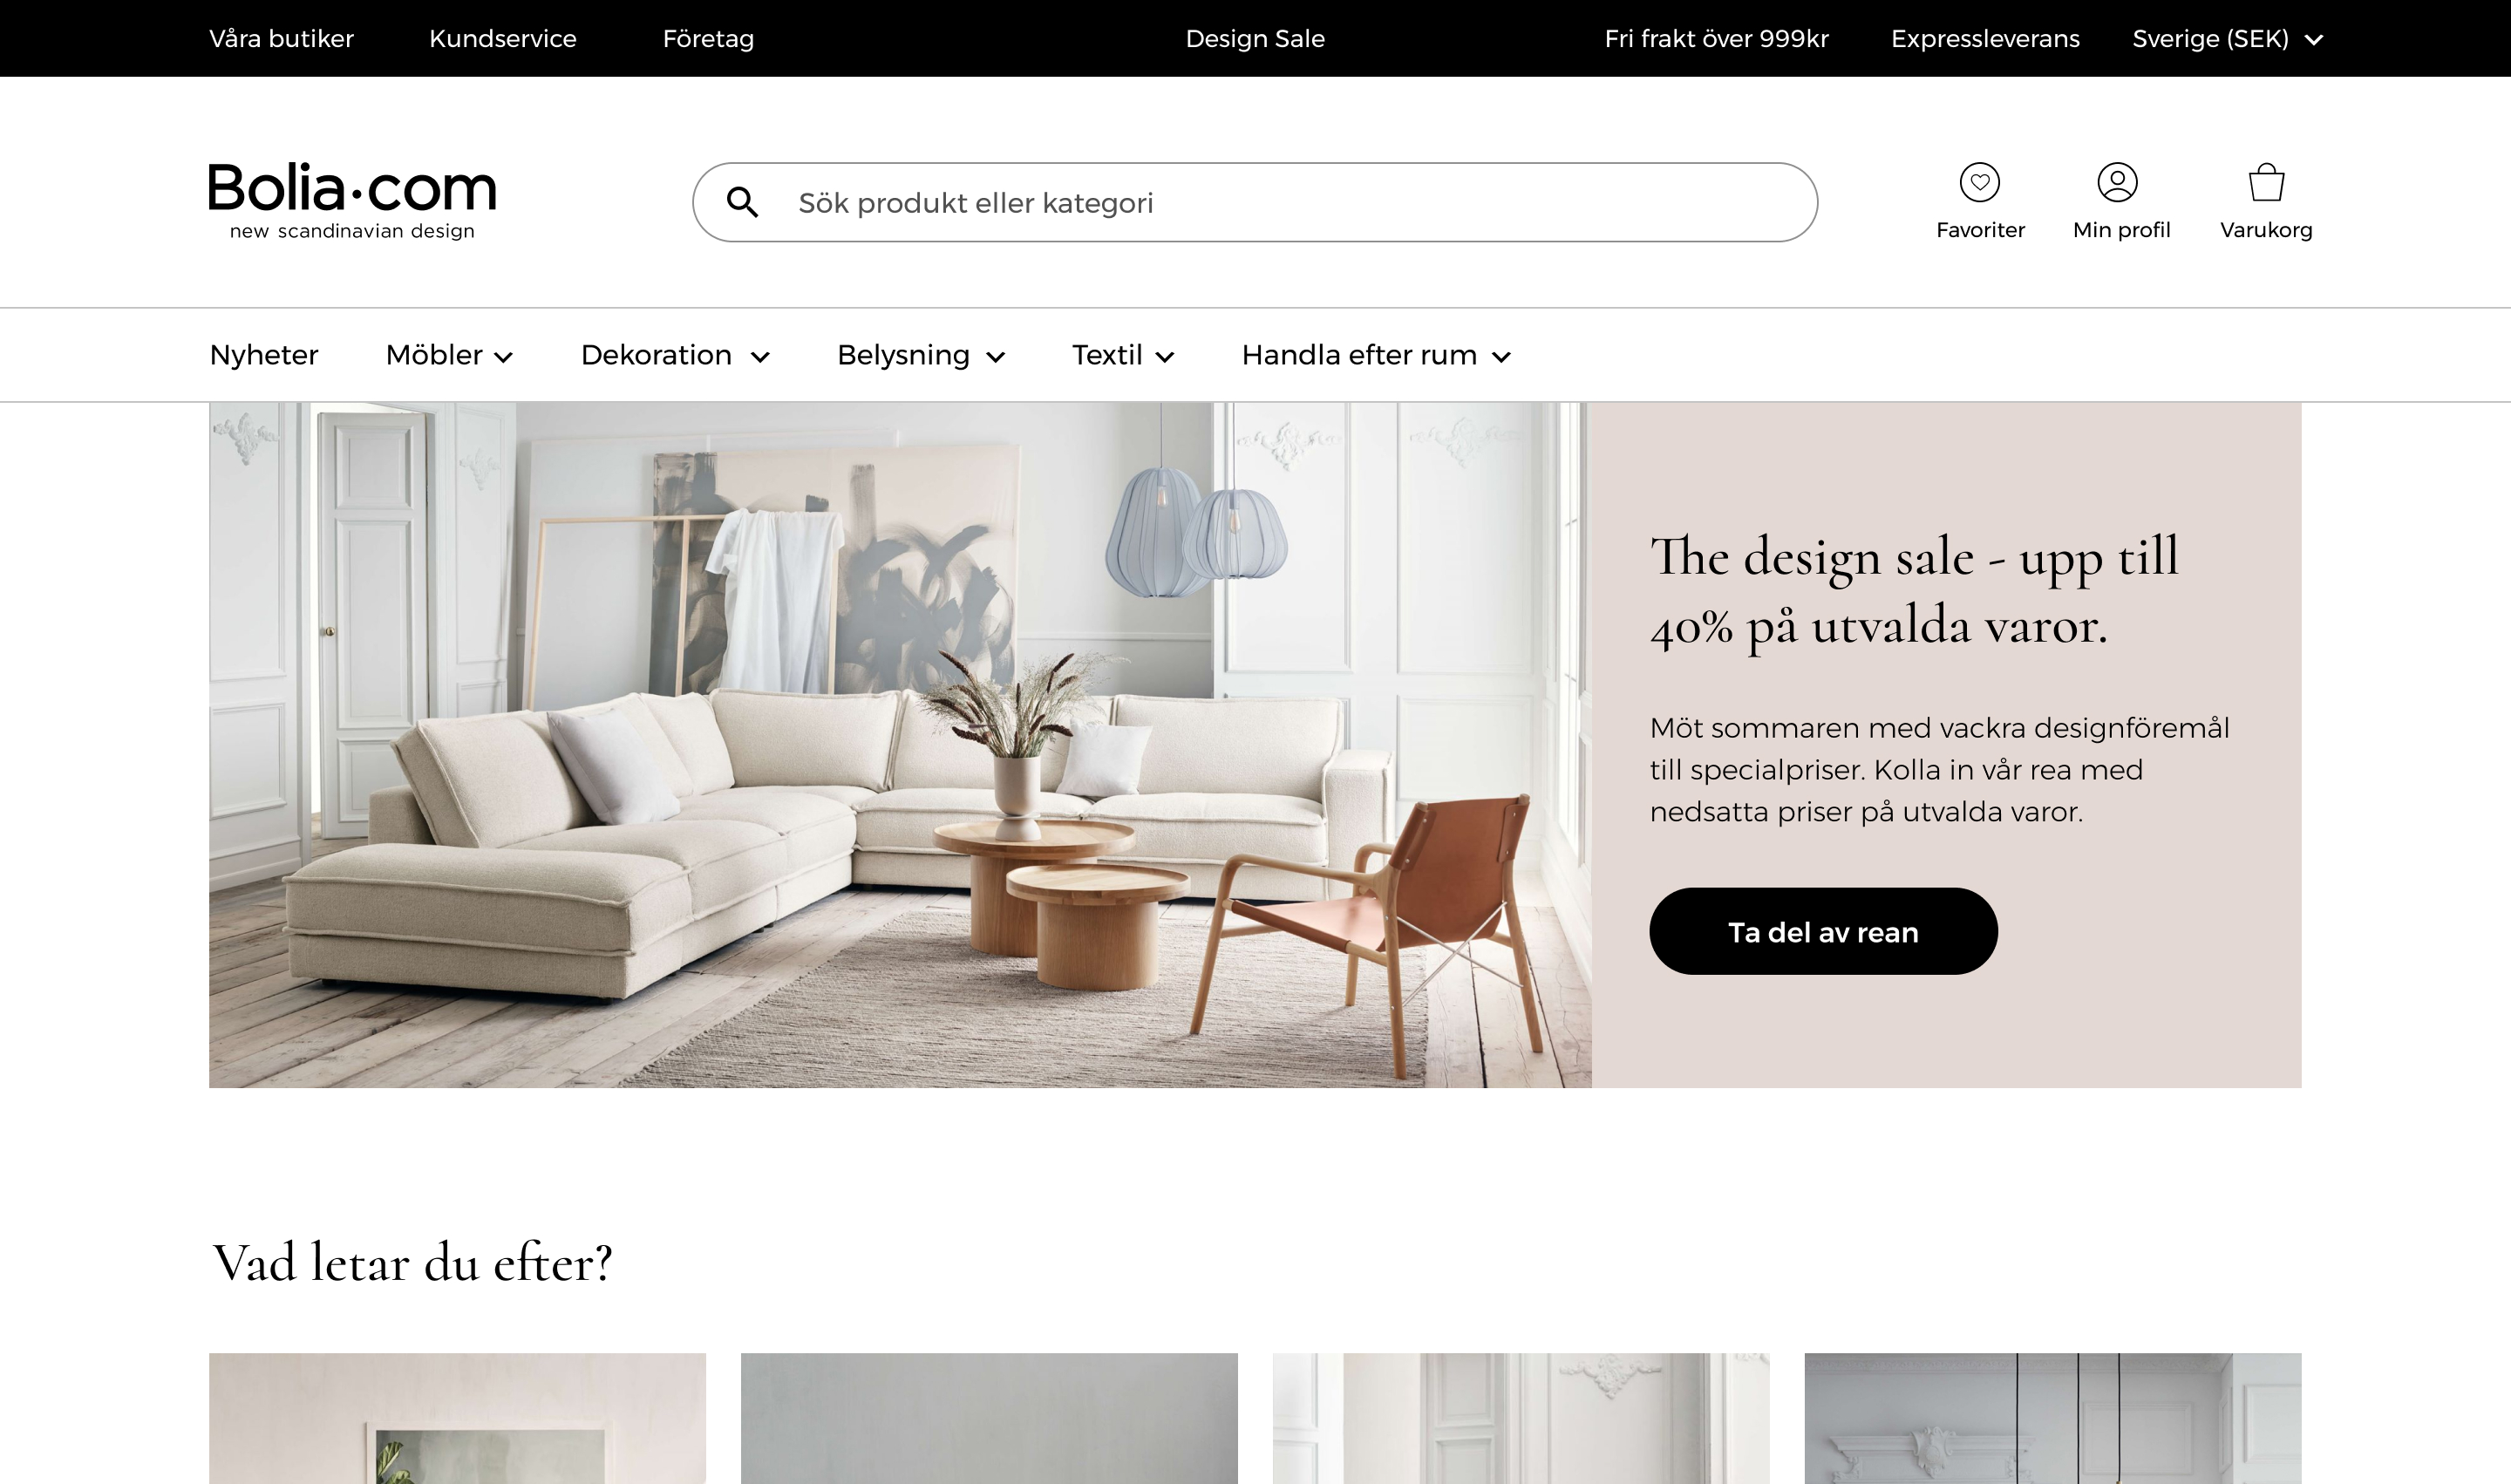 Våra butiker Kundservice Företag Design Sale Fri frakt över 999kr Expressleverans Sverige (SEK)
Bolia.com
new scandinavian design
Sök produkt eller kategori
Favoriter Min profil Varukorg
Nyheter Möbler Dekoration Belysning Textil Handla efter rum
The design sale - upp till
40% på utvalda varor.
Möt sommaren med vackra designföremål
till specialpriser. Kolla in vår rea med
nedsatta priser på utvalda varor.
Ta del av rean
Vad letar du efter?